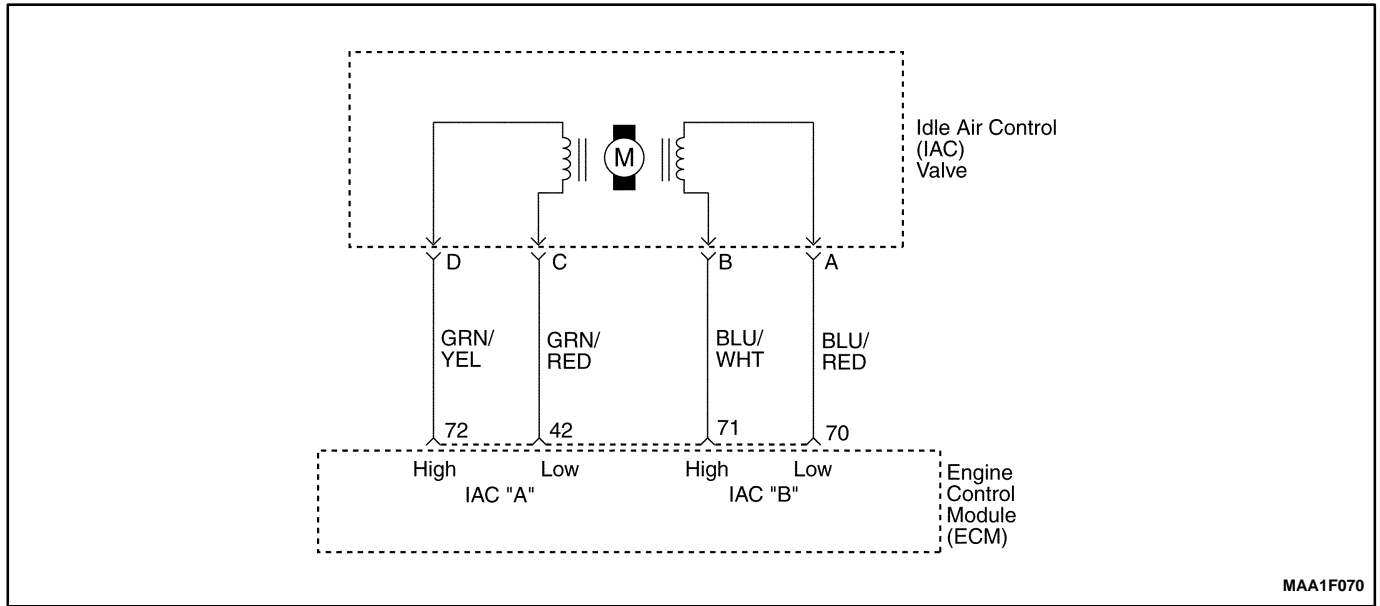 Idle Air Control
(IAC)
Valve
M
D C B A
GRN/
YEL
GRN/
RED
BLU/
WHT
BLU/
RED
72 42 71 70
High Low High Low
IAC "A" IAC "B"
Engine
Control
Module
(ECM)
MAA1F070